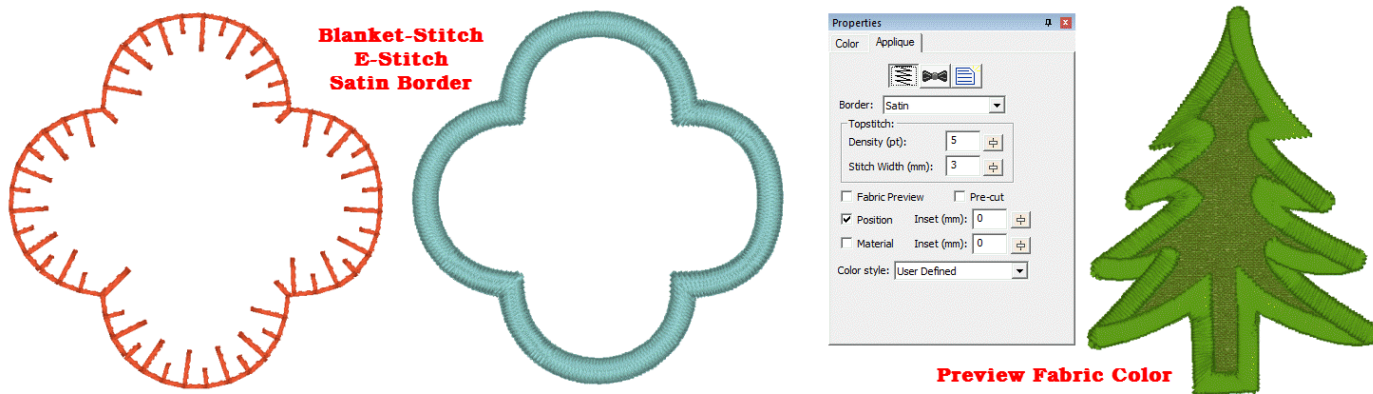 Blanket-Stitch
E-Stitch
Satin Border
Properties
Color Applique
Border: Satin
Topstitch:
Density (pt): 5
Stitch Width (mm): 3
Fabric Preview Pre-cut
Position Inset (mm): 0
Material Inset (mm): 0
Color style: User Defined
Preview Fabric Color